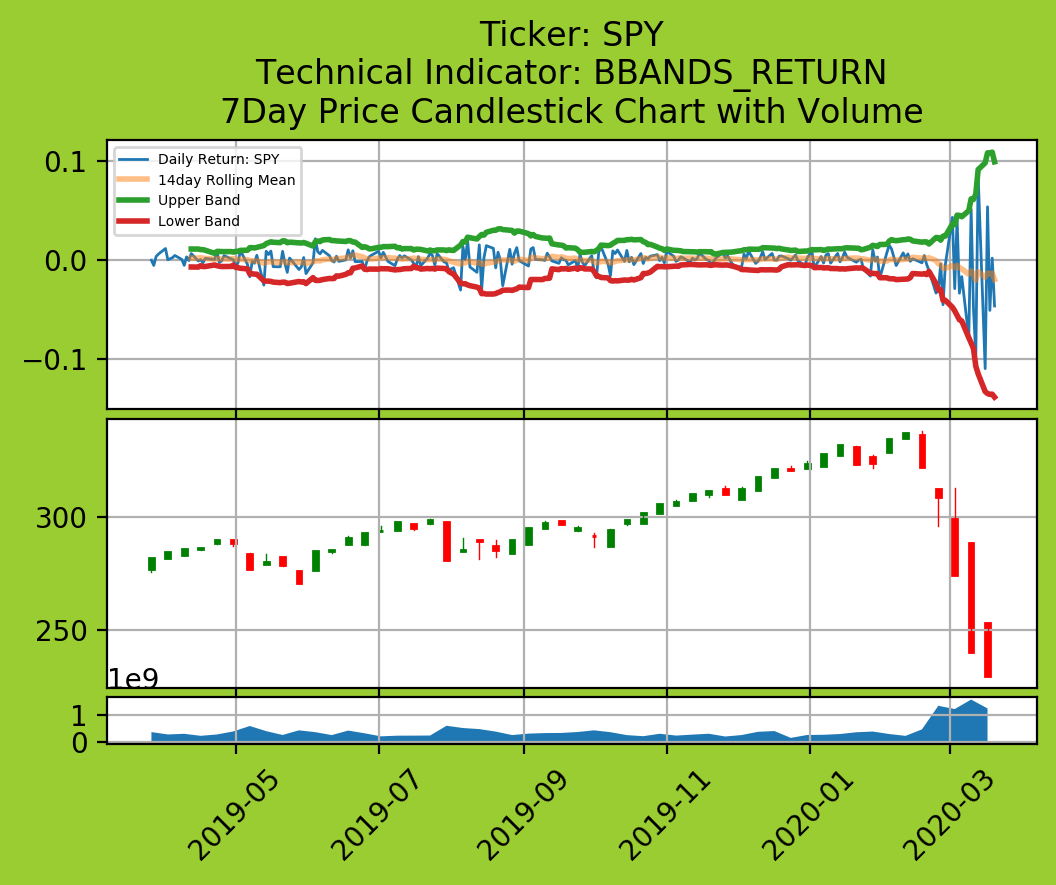 Ticker: SPY
Technical Indicator: BBANDS_RETURN
7Day Price Candlestick Chart with Volume
Daily Return: SPY
14day Rolling Mean
Upper Band
Lower Band
0.1
0.0
−0.1
300
250
1e9
1
0
2019-05
2019-07
2019-09
2019-11
2020-01
2020-03